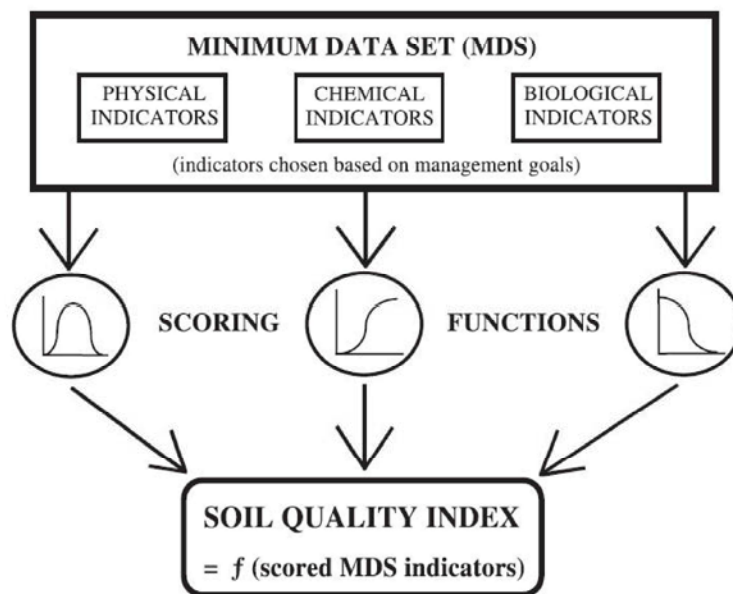 MINIMUM DATA SET (MDS)
PHYSICAL
INDICATORS
CHEMICAL
INDICATORS
BIOLOGICAL
INDICATORS
(indicators chosen based on management goals)
SCORING
FUNCTIONS
SOIL QUALITY INDEX
= f (scored MDS indicators)